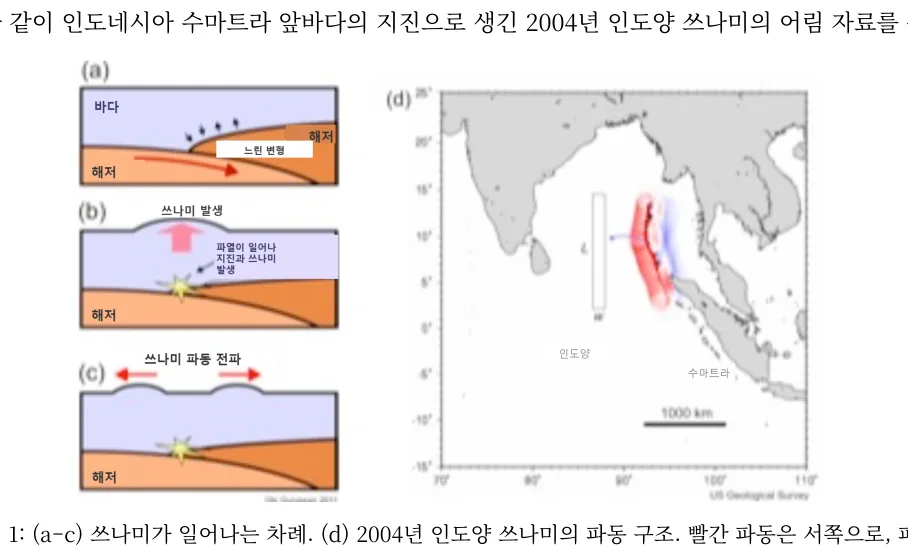 같이 인도네시아 수마트라 앞바다의 지진으로 생긴 2004년 인도양 쓰나미의 어림 자료를
(a)
바다
해저
느린 변형
해저
(b)
쓰나미 발생
파열이 일어나
지진과 쓰나미
발생
해저
쓰나미 파동 전파
(c)
해저
(d)
25°
20°
15°
10°
5°
0°
-5°
-10°
-15°
70°
80°
90°
100°
110°
L
w
인도양
수마트라
1000 km
US Geological Survey
1: (a-c) 쓰나미가 일어나는 차례. (d) 2004년 인도양 쓰나미의 파동 구조. 빨간 파동은 서쪽으로,